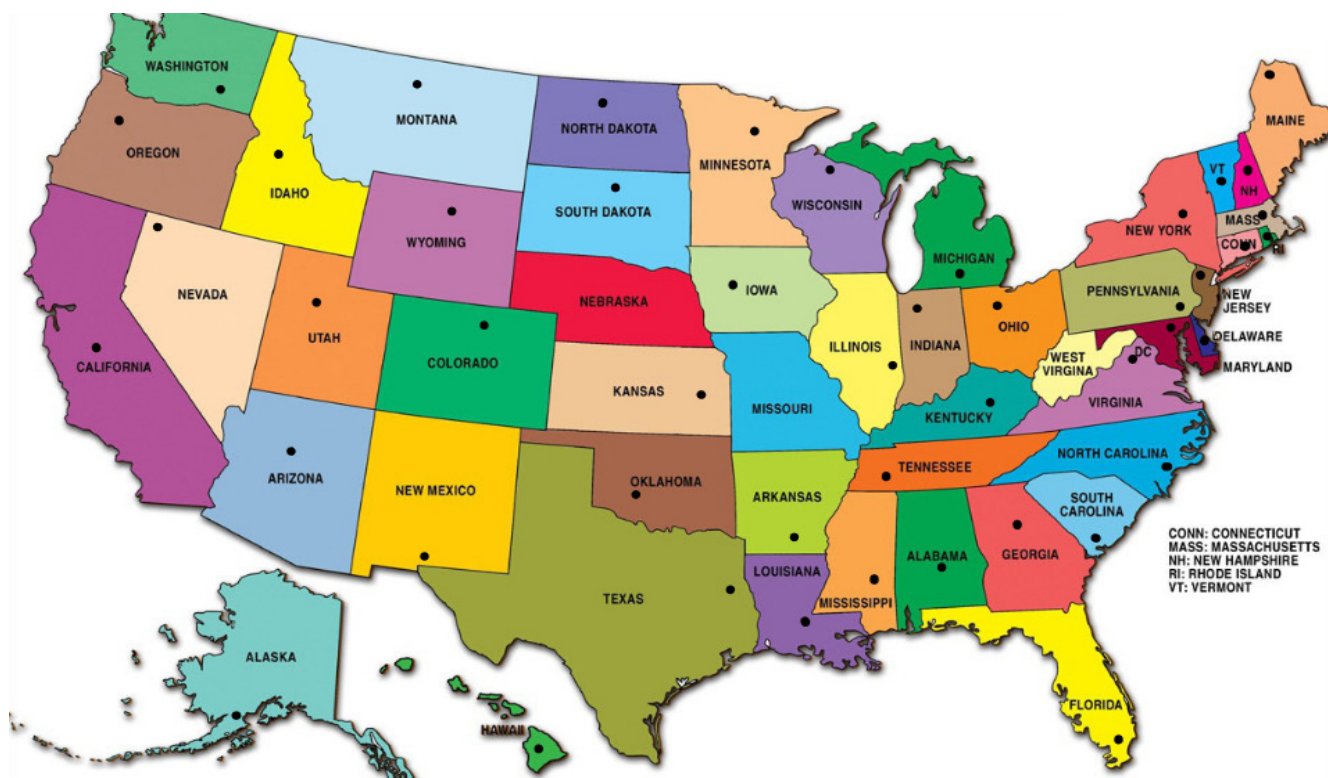 WASHINGTON
MONTANA
NORTH DAKOTA
MINNESOTA
MAINE
OREGON
IDAHO
VT
NH
WISCONSIN
SOUTH DAKOTA
WYOMING
MASS
NEW YORK
CONN
RI
MICHIGAN
NEVADA
IOWA
PENNSYLVANIA
NEW
JERSEY
NEBRASKA
UTAH
OHIO
DELAWARE
ILLINOIS
INDIANA
DC
WEST
VIRGINIA
CALIFORNIA
COLORADO
MARYLAND
KANSAS
VIRGINIA
MISSOURI
KENTUCKY
NORTH CAROLINA
TENNESSEE
ARIZONA
NEW MEXICO
OKLAHOMA
ARKANSAS
SOUTH
CAROLINA
CONN: CONNECTICUT
MASS: MASSACHUSETTS
NH: NEW HAMPSHIRE
RI: RHODE ISLAND
VT: VERMONT
ALABAMA
GEORGIA
LOUISIANA
TEXAS
MISSISSIPPI
ALASKA
FLORIDA
HAWAII